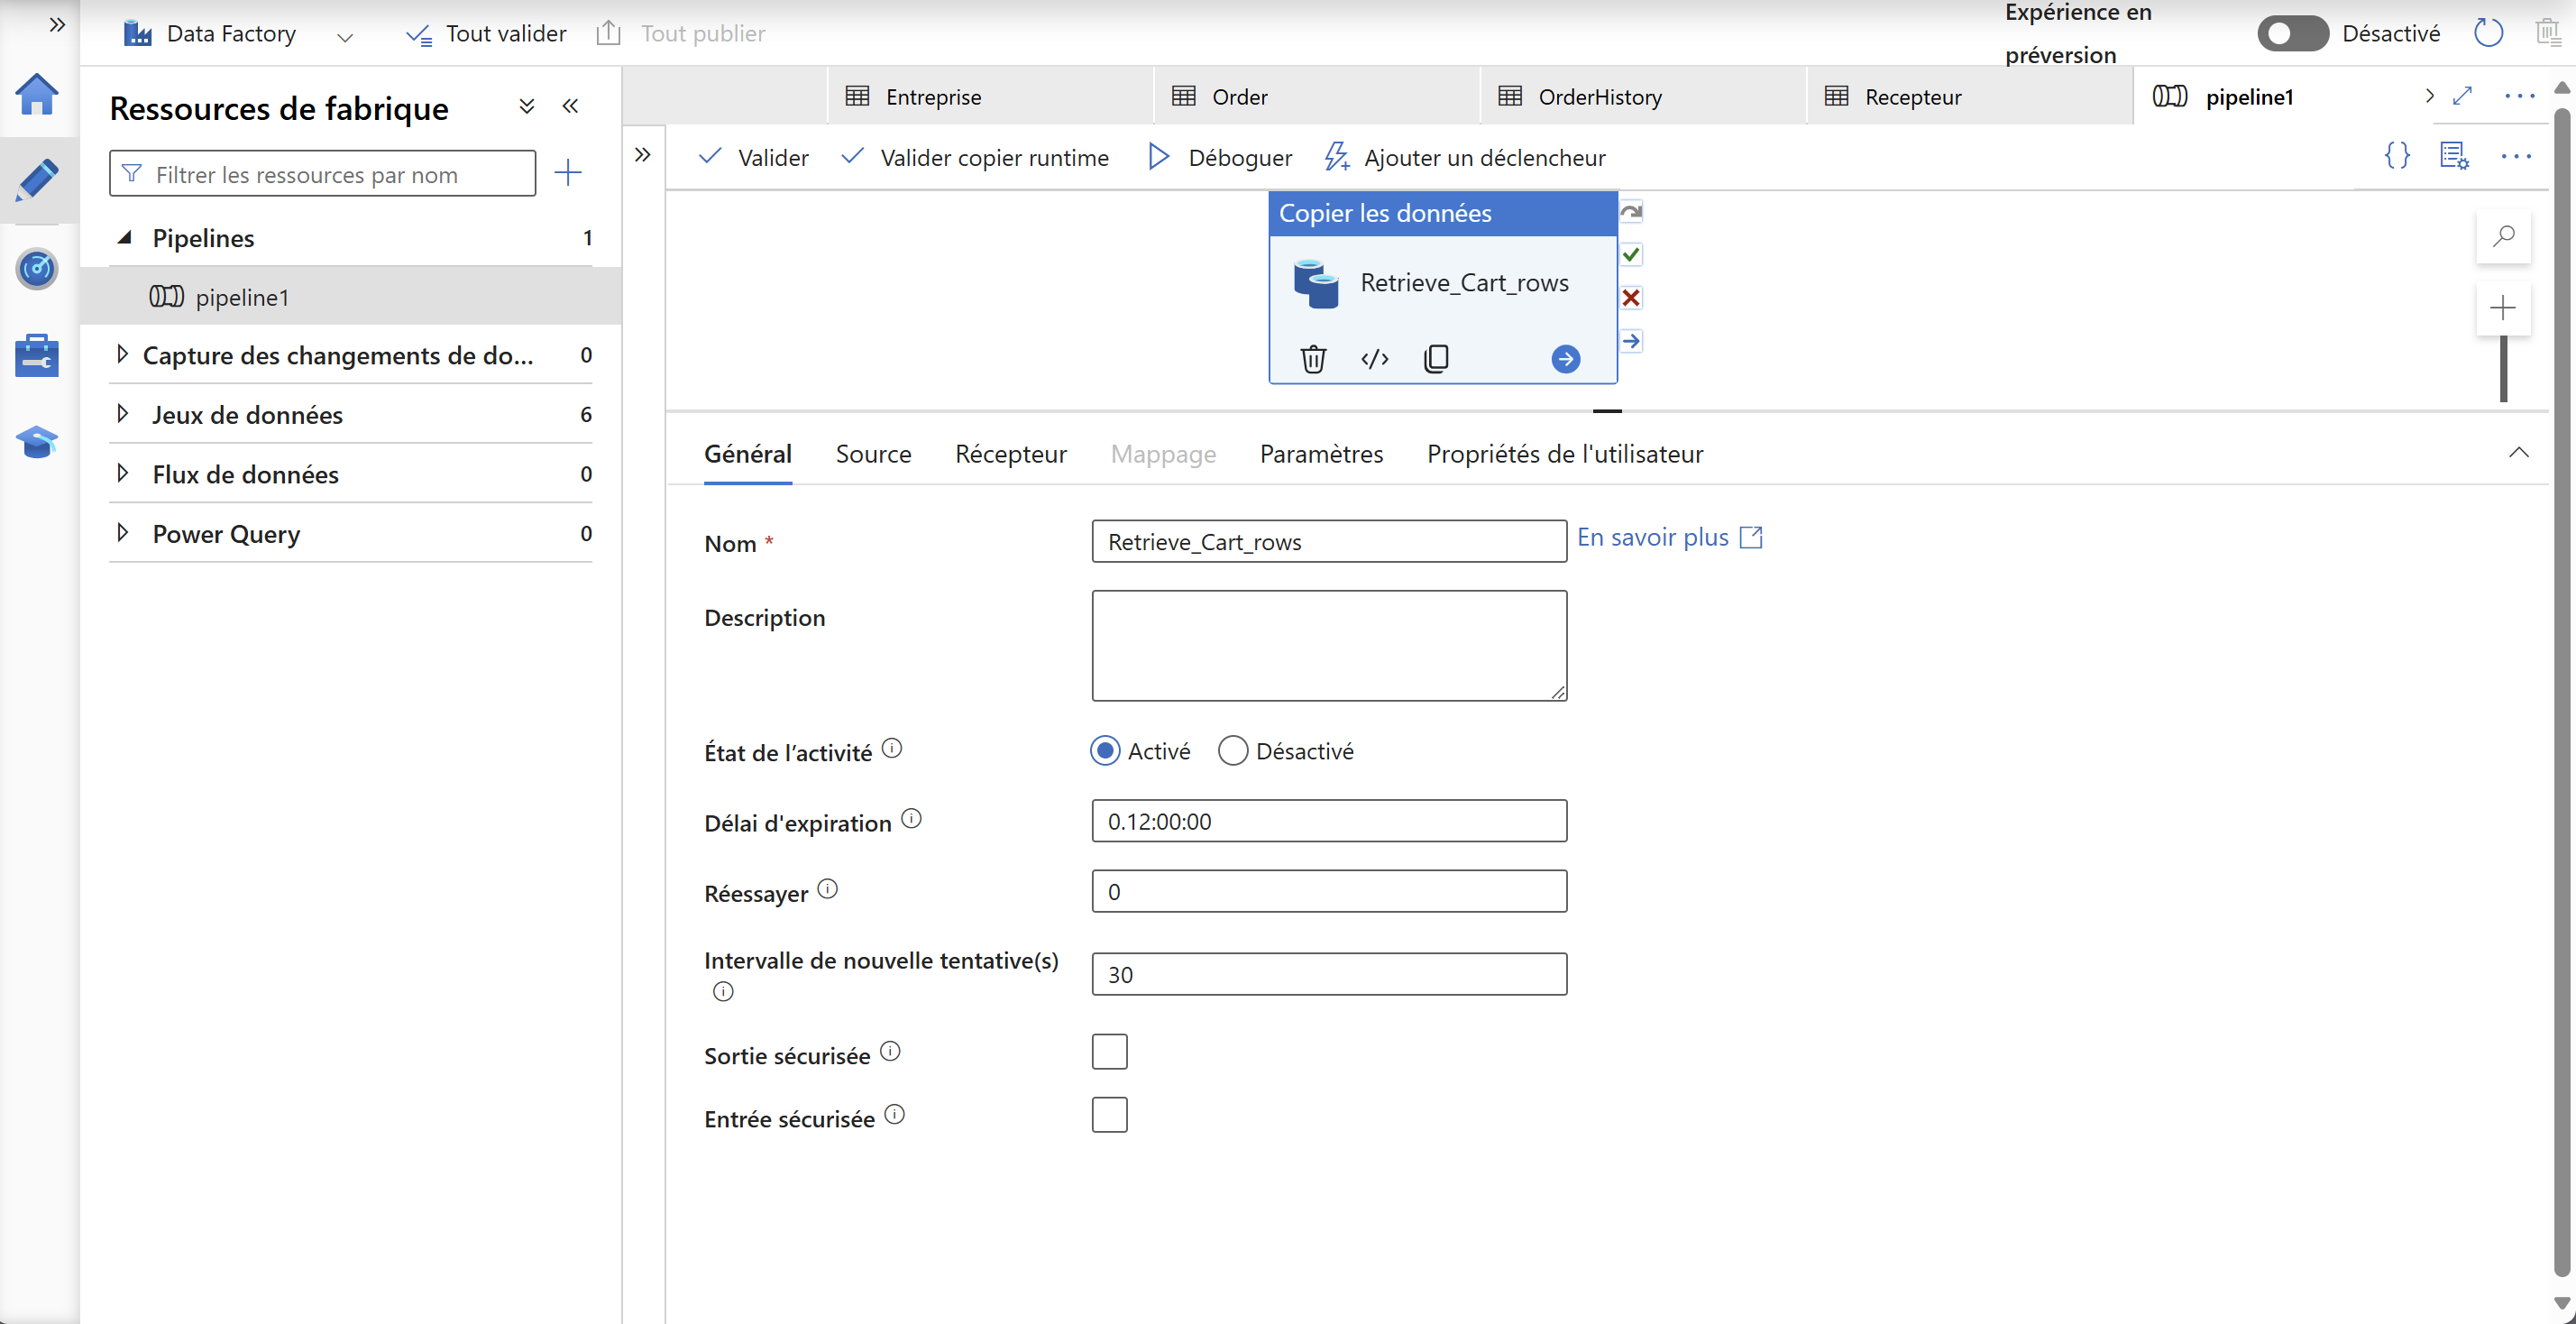 Data Factory
Tout valider
Tout publier
Expérience en
préversion
Désactivé
Ressources de fabrique
Filtrer les ressources par nom
Pipelines 1
pipeline1
Capture des changements de do... 0
Jeux de données 6
Flux de données 0
Power Query 0
Entreprise
Order
OrderHistory
Recepteur
pipeline1
Valider
Valider copier runtime
Déboguer
Ajouter un déclencheur
Copier les données
Retrieve_Cart_rows
Général
Source
Récepteur
Mappage
Paramètres
Propriétés de l'utilisateur
Nom *
Retrieve_Cart_rows
En savoir plus
Description
État de l’activité
Activé
Désactivé
Délai d'expiration
0.12:00:00
Réessayer
0
Intervalle de nouvelle tentative(s)
30
Sortie sécurisée
Entrée sécurisée